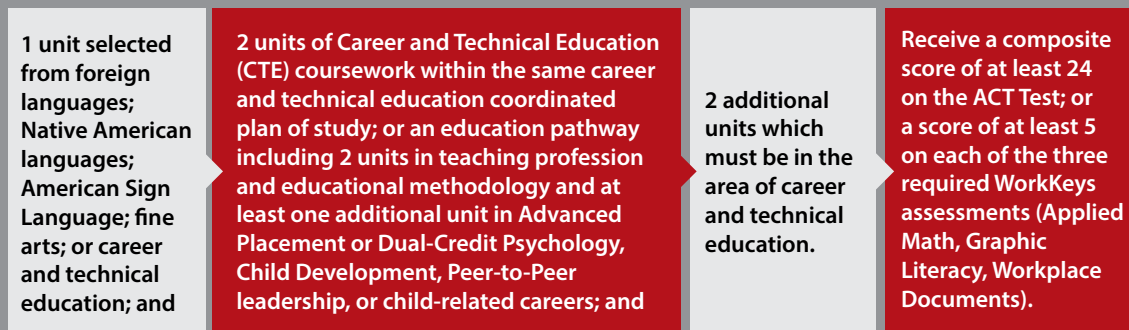 1 unit selected
from foreign
languages;
Native American
languages;
American Sign
Language; fine
arts; or career
and technical
education; and
2 units of Career and Technical Education
(CTE) coursework within the same career
and technical education coordinated
plan of study; or an education pathway
including 2 units in teaching profession
and educational methodology and at
least one additional unit in Advanced
Placement or Dual-Credit Psychology,
Child Development, Peer-to-Peer
leadership, or child-related careers; and
2 additional
units which
must be in the
area of career
and technical
education.
Receive a composite
score of at least 24
on the ACT Test; or
a score of at least 5
on each of the three
required WorkKeys
assessments (Applied
Math, Graphic
Literacy, Workplace
Documents).